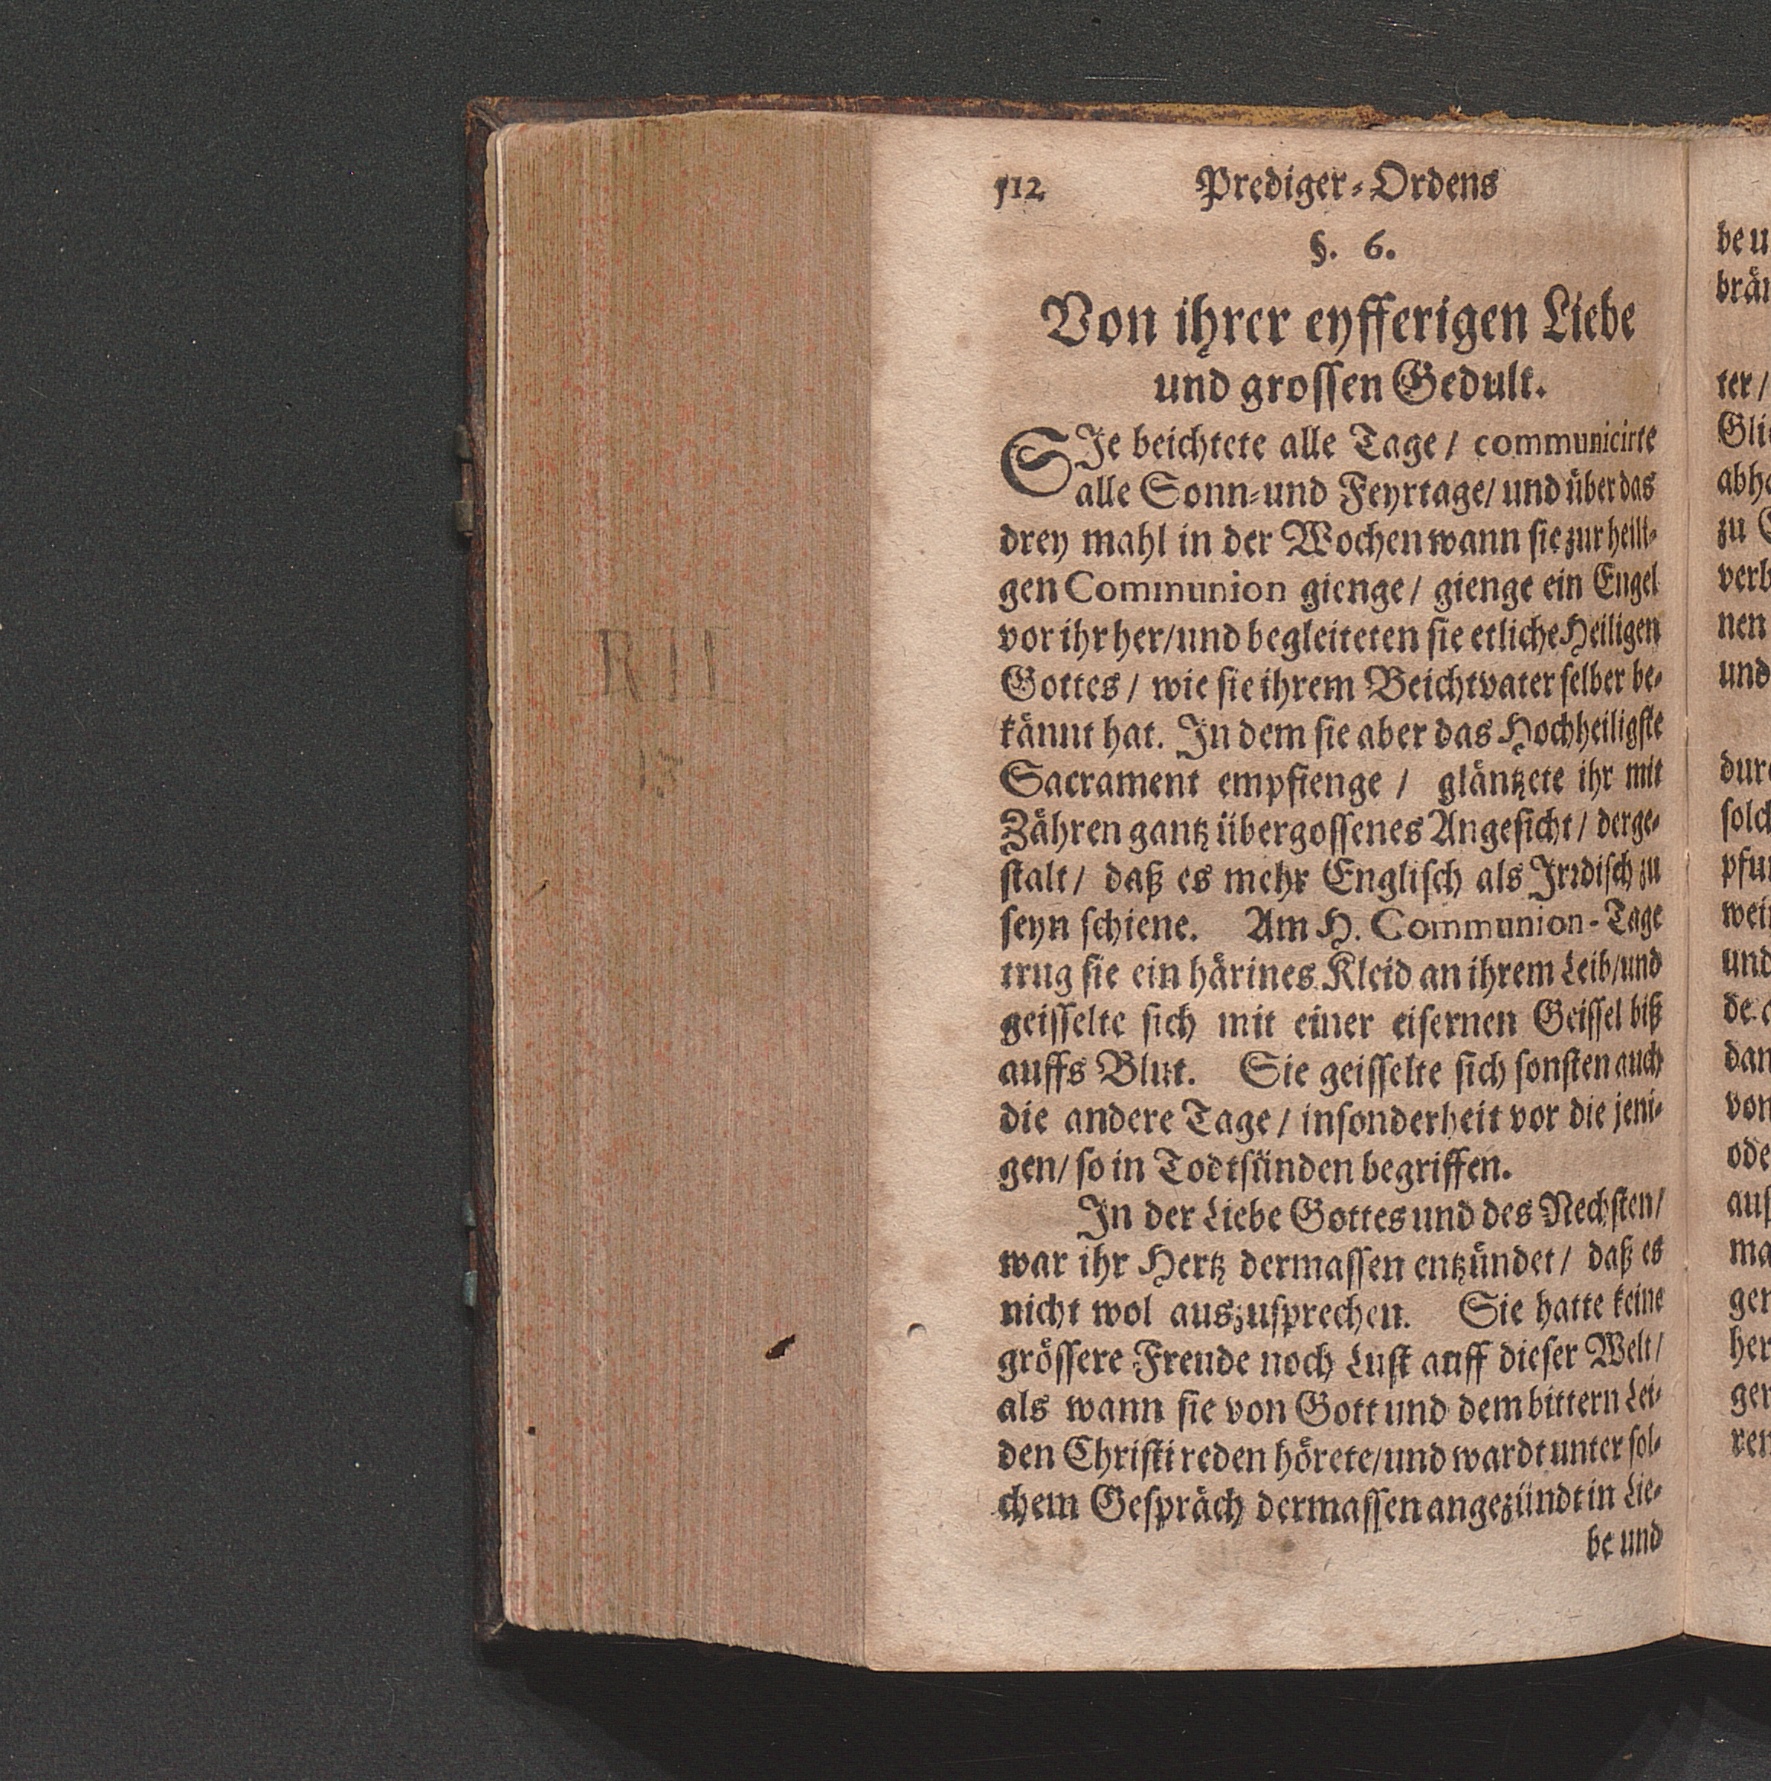 512 Prediger-Ordens
§. 6.
Von ihrer eyfferigen Liebe
und grossen Gedult.
SJe beichtete alle Tage / communicirte
alle Sonn-und Feyrtage/ und über das
drey mahl in der Wochen wann sie zur heili-
gen Communion gienge / gienge ein Engel
vor ihr her/und begleiteten sie etliche Heiligen
Gottes / wie sie ihrem Beichtvater selber be-
kännt hat. Jn dem sie aber das Hochheiligste
Sacrament empfienge / gläntzete ihr mit
Zähren gantz übergossenes Angesicht / derge-
stalt / daß es mehr Englisch als Jrrdisch zu
seyn schiene. Am H. Communion-Tage
trug sie ein härines Kleid an ihrem Leib/und
geisselte sich mit einer eisernen Geissel biß
auffs Blut. Sie geisselte sich sonsten auch
die andere Tage / insonderheit vor die jeni-
gen/ so in Todtsünden begriffen.
Jn der Liebe Gottes und des Nechsten/
war ihr Hertz dermassen entzündet / daß es
nicht wol auszusprechen. Sie hatte keine
grössere Freude noch Lust auff dieser Welt/
als wann sie von Gott und dem bittern Lei-
den Christi reden hörete/und wardt unter sol-
chem Gespräch dermassen angezündt in Lie-
be und